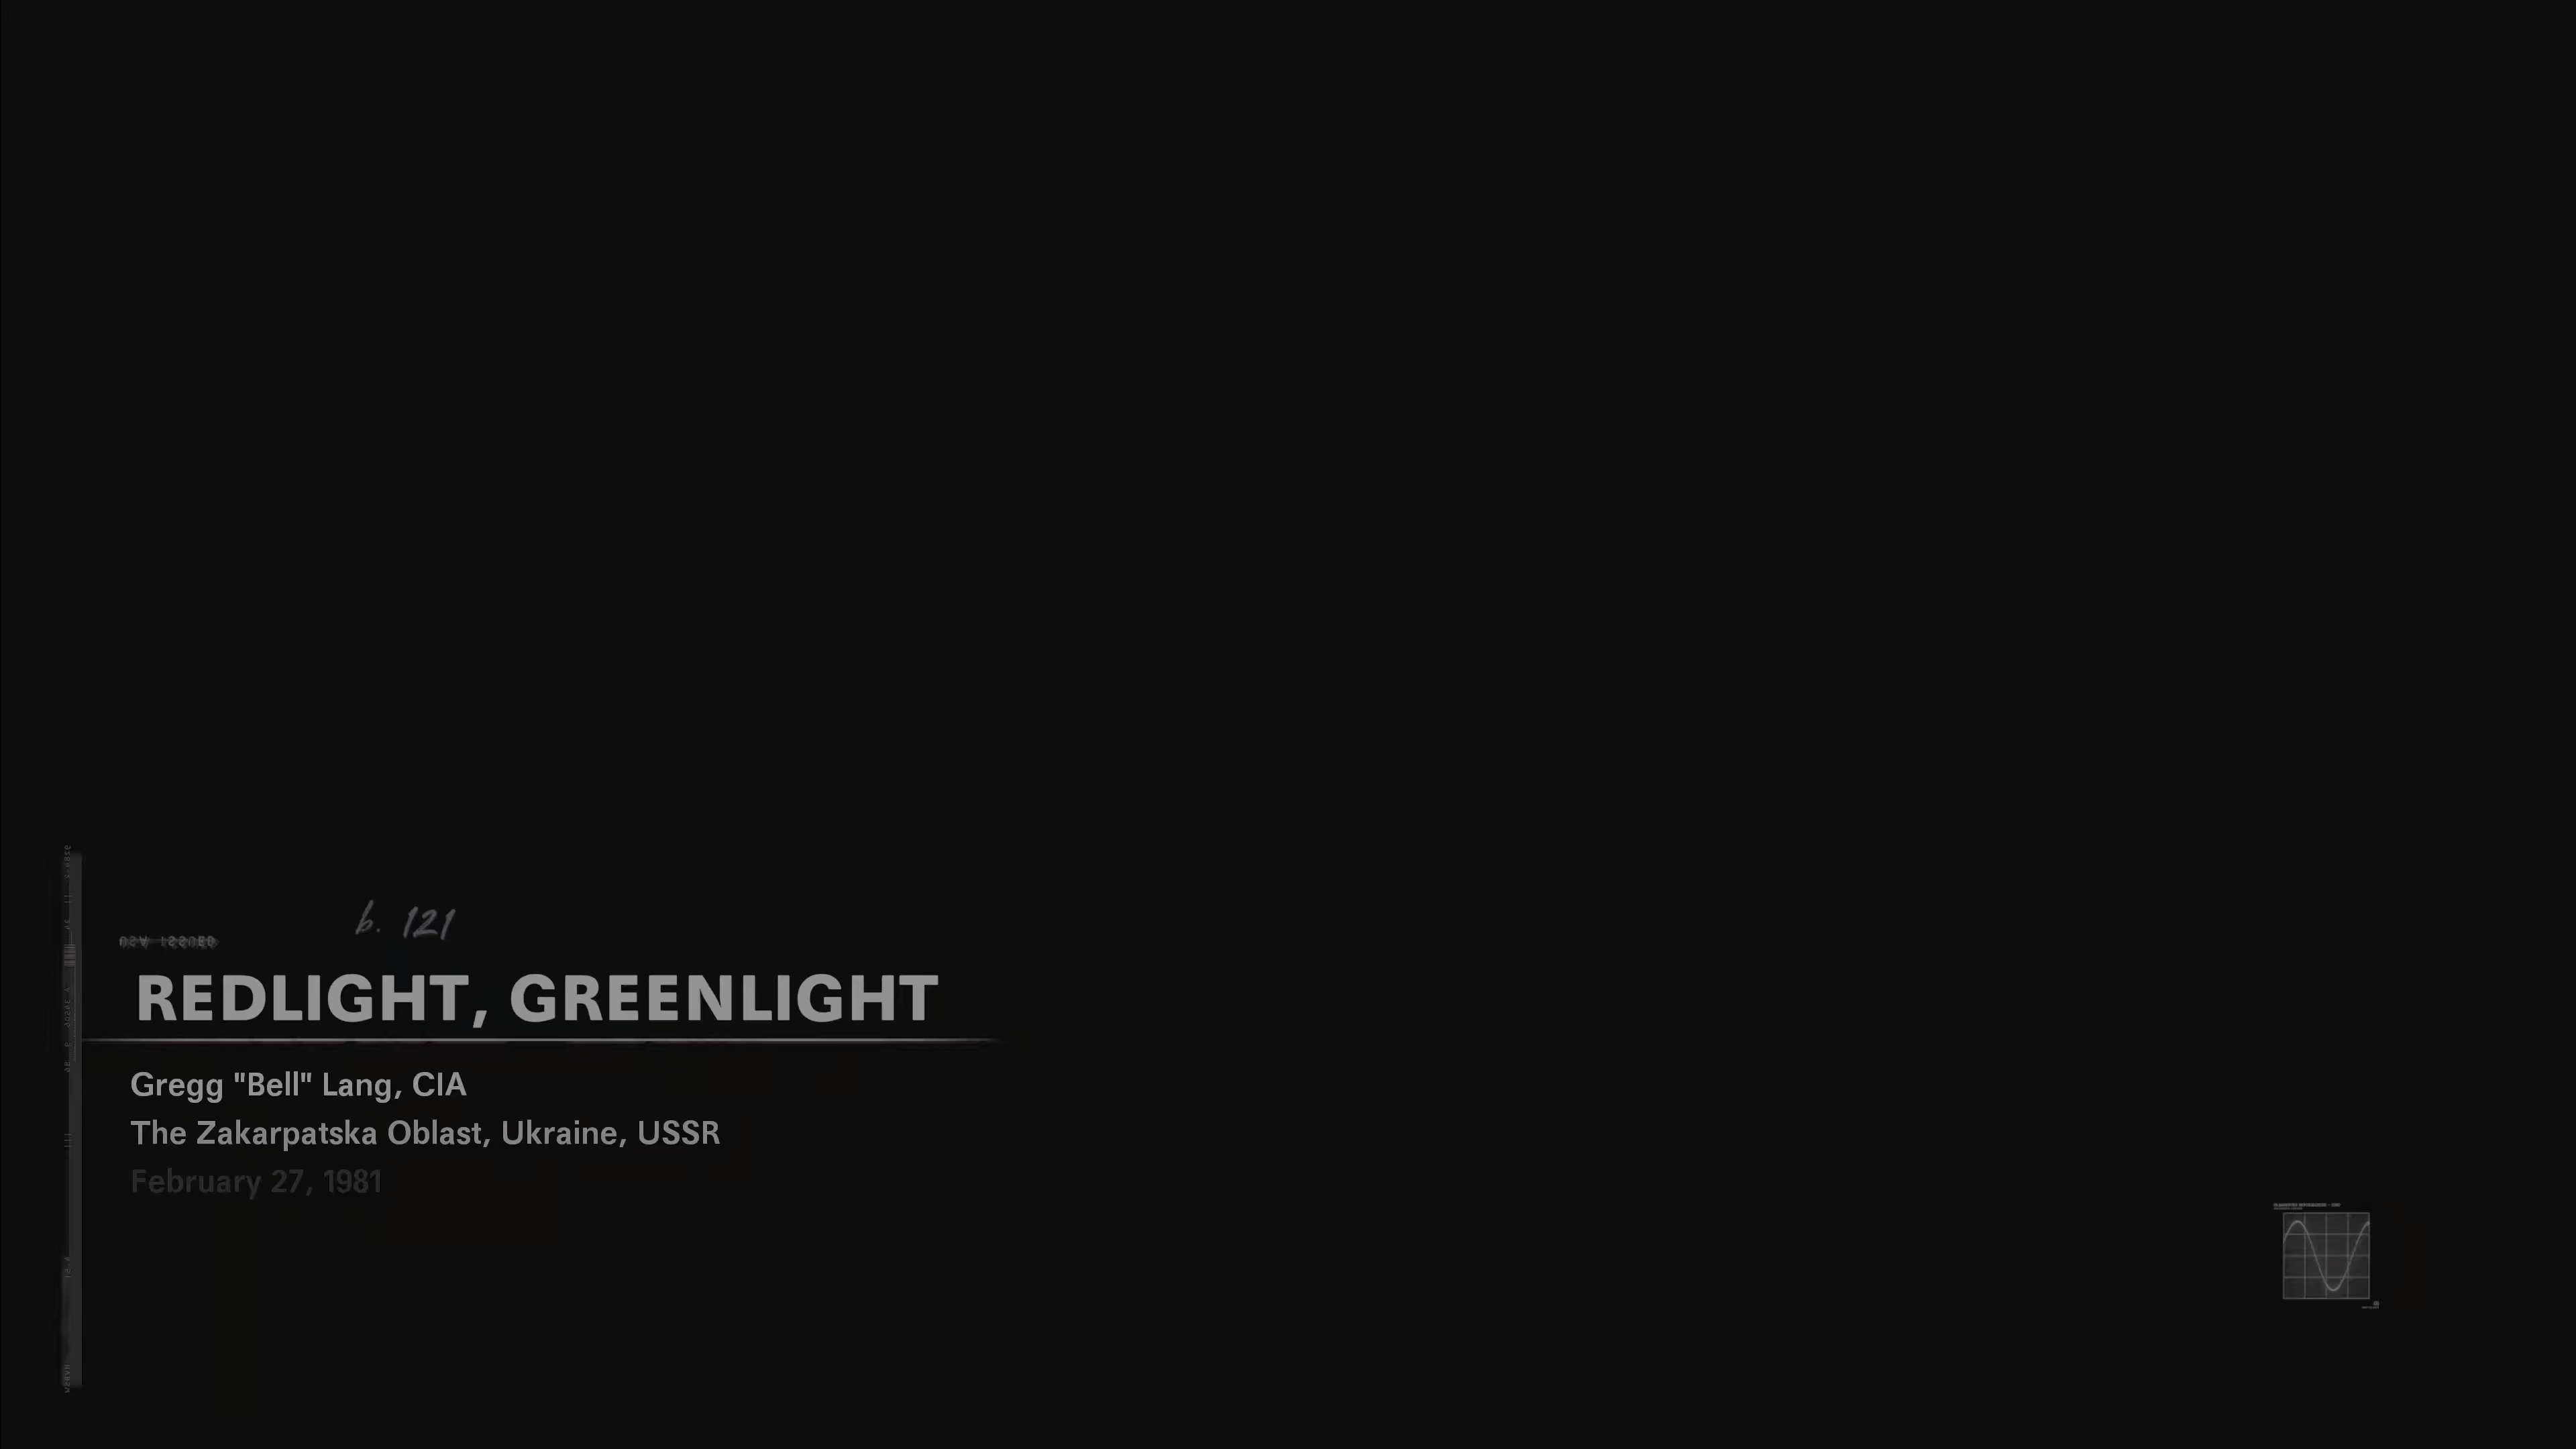 b. 121
REDLIGHT, GREENLIGHT
Gregg "Bell" Lang, CIA
The Zakarpatska Oblast, Ukraine, USSR
February 27, 1981